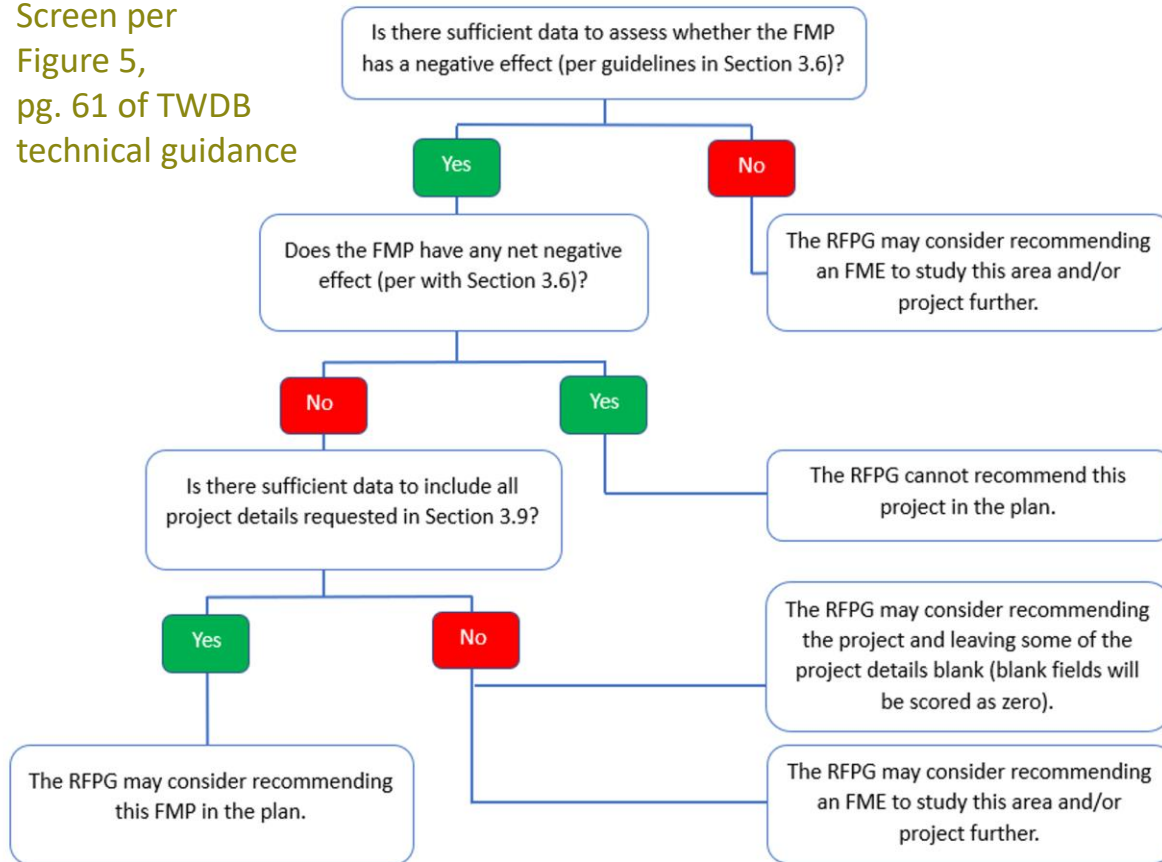 Screen per
Figure 5,
pg. 61 of TWDB
technical guidance
Is there sufficient data to assess whether the FMP
has a negative effect (per guidelines in Section 3.6)?
Yes
No
Does the FMP have any net negative
effect (per with Section 3.6)?
The RFPG may consider recommending
an FME to study this area and/or
project further.
No
Yes
Is there sufficient data to include all
project details requested in Section 3.9?
The RFPG cannot recommend this
project in the plan.
Yes
No
The RFPG may consider recommending
the project and leaving some of the
project details blank (blank fields will
be scored as zero).
The RFPG may consider recommending
this FMP in the plan.
The RFPG may consider recommending
an FME to study this area and/or
project further.